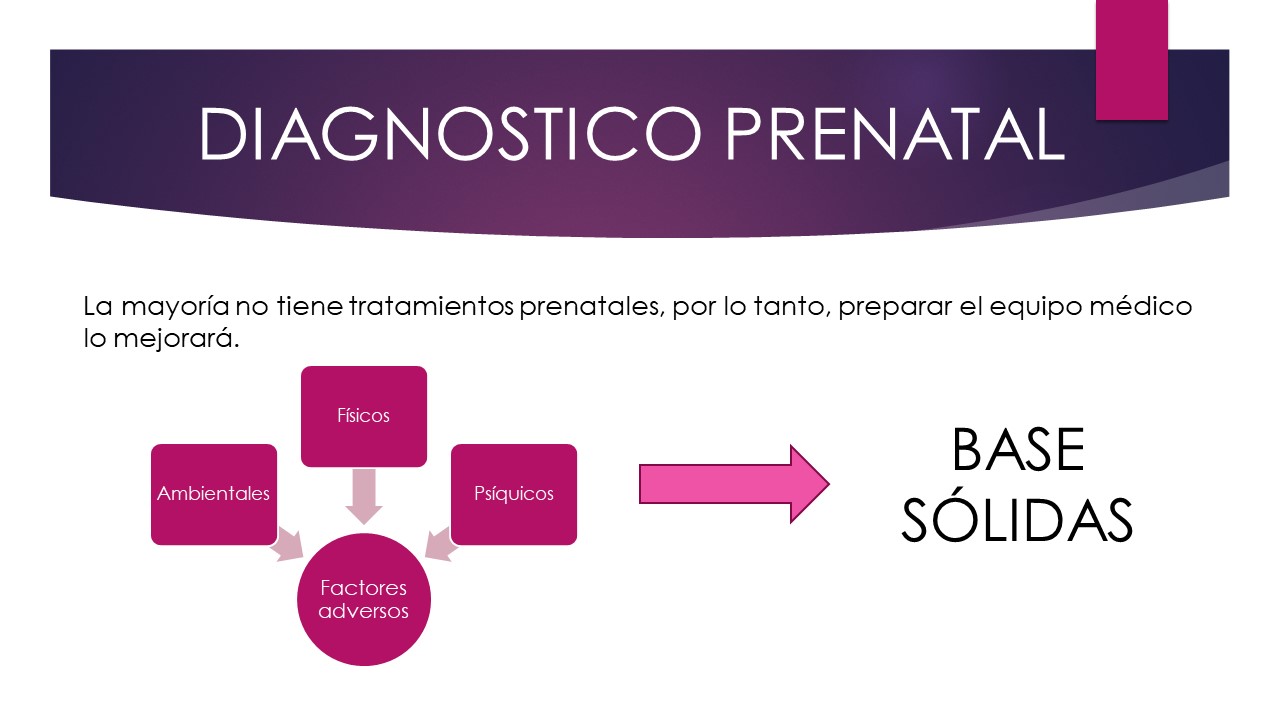 DIAGNOSTICO PRENATAL
La mayoría no tiene tratamientos prenatales, por lo tanto, preparar el equipo médico
lo mejorará.
Físicos
Ambientales
Psíquicos
Factores
adversos
BASE
SÓLIDAS